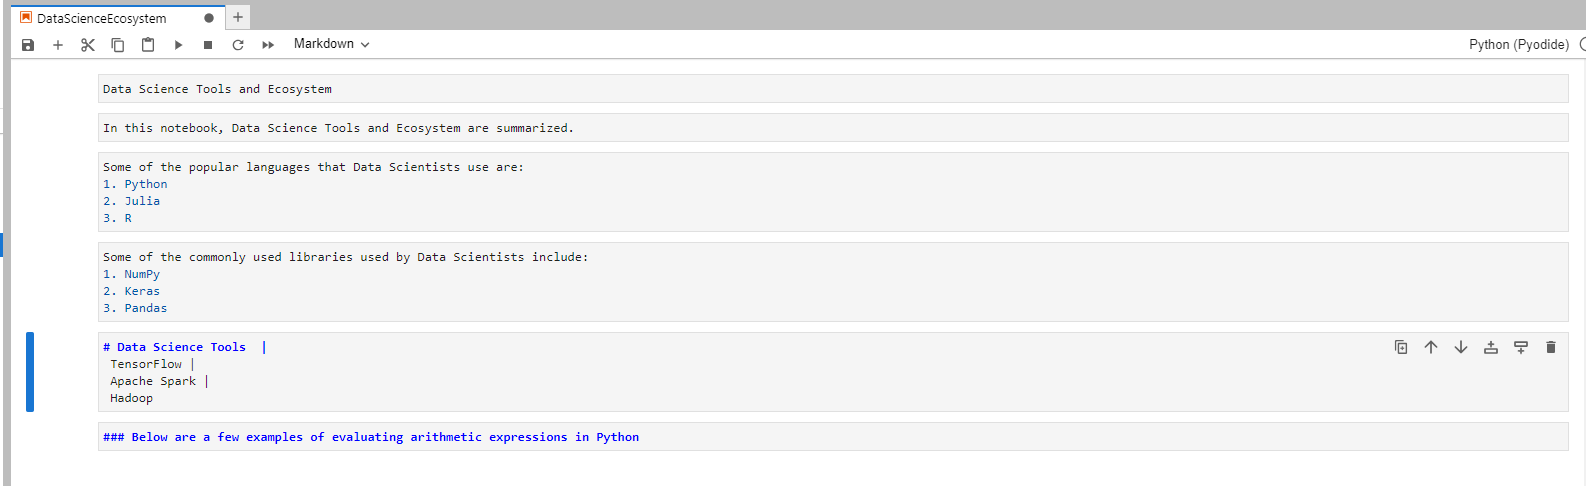 DataScienceEcosystem
Markdown
Python (Pyodide)
Data Science Tools and Ecosystem
In this notebook, Data Science Tools and Ecosystem are summarized.
Some of the popular languages that Data Scientists use are:
1. Python
2. Julia
3. R
Some of the commonly used libraries used by Data Scientists include:
1. NumPy
2. Keras
3. Pandas
# Data Science Tools  |
TensorFlow |
Apache Spark |
Hadoop
### Below are a few examples of evaluating arithmetic expressions in Python